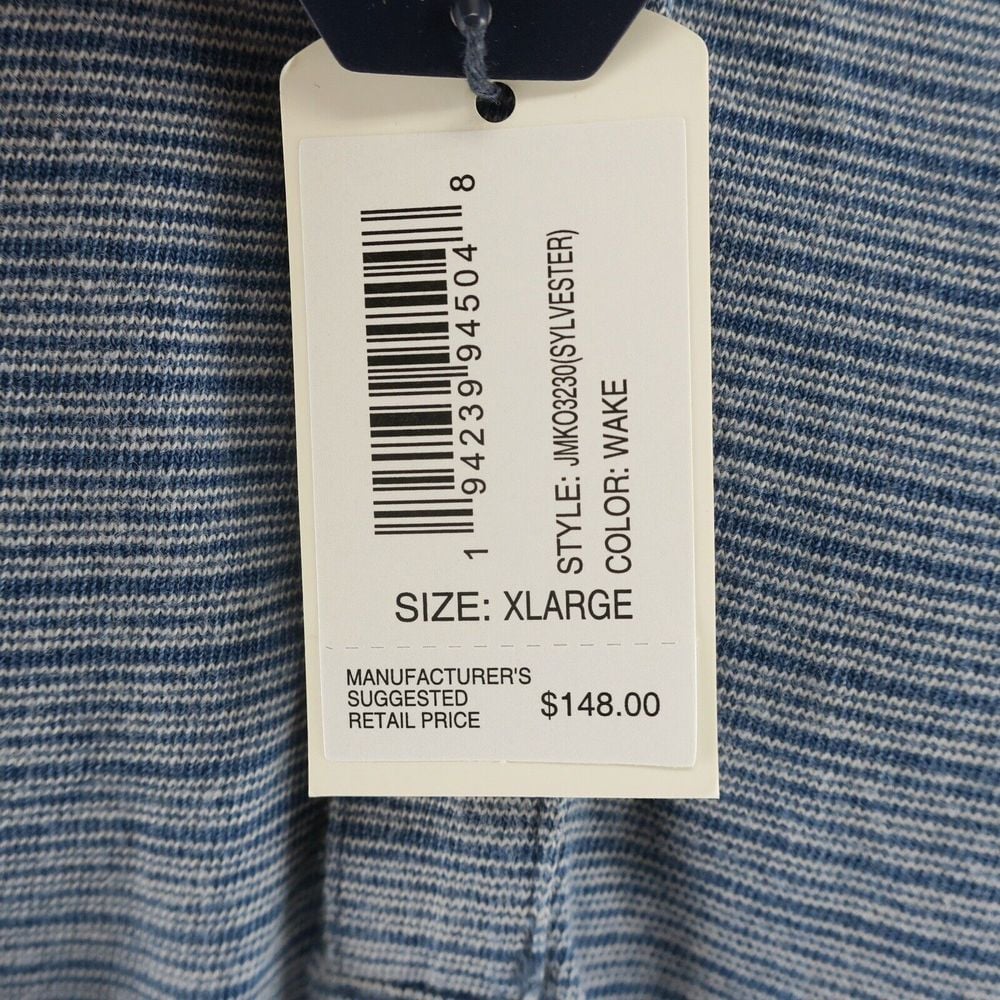 1 94239 94504 8
STYLE: JMKO3230(SYLVESTER)
COLOR: WAKE
SIZE: XLARGE
MANUFACTURER'S
SUGGESTED
RETAIL PRICE
$148.00